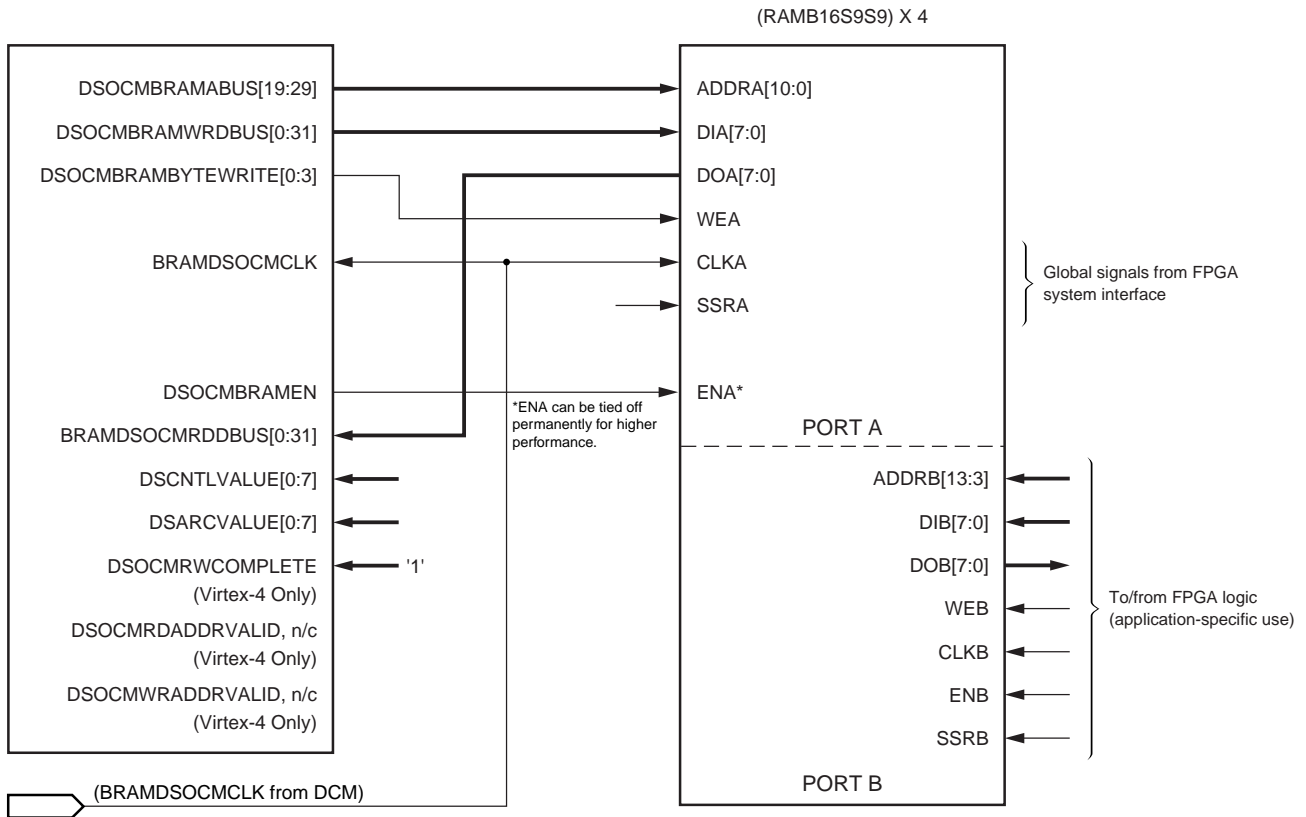 (RAMB16S9S9) X 4
DSOCMBRAMABUS[19:29]
DSOCMBRAMWRDBUS[0:31]
DSOCMBRAMBYTEWRITE[0:3]
BRAMDSOCMCLK
DSOCMBRAMEN
BRAMDSOCMRDDBUS[0:31]
DSCNTLVALUE[0:7]
DSARCVALUE[0:7]
DSOCMRWCOMPLETE
(Virtex-4 Only)
DSOCMRDADDRVALID, n/c
(Virtex-4 Only)
DSOCMWRADDRVALID, n/c
(Virtex-4 Only)
'1'
(BRAMDSOCMCLK from DCM)
*ENA can be tied off
permanently for higher
performance.
ADDRA[10:0]
DIA[7:0]
DOA[7:0]
WEA
CLKA
SSRA
ENA*
PORT A
ADDRB[13:3]
DIB[7:0]
DOB[7:0]
WEB
CLKB
ENB
SSRB
PORT B
Global signals from FPGA
system interface
To/from FPGA logic
(application-specific use)